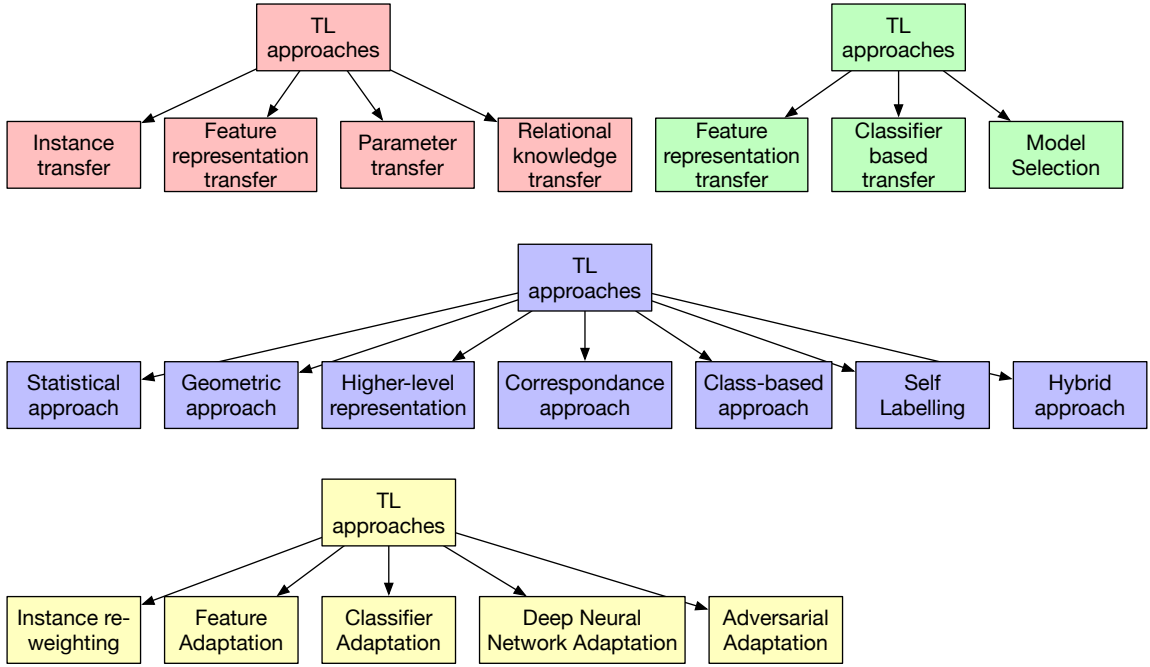 TL
approaches
Instance
transfer
Feature
representation
transfer
Parameter
transfer
Relational
knowledge
transfer
TL
approaches
Feature
representation
transfer
Classifier
based
transfer
Model
Selection
TL
approaches
Statistical
approach
Geometric
approach
Higher-level
representation
Correspondance
approach
Class-based
approach
Self
Labelling
Hybrid
approach
TL
approaches
Instance re-
weighting
Feature
Adaptation
Classifier
Adaptation
Deep Neural
Network Adaptation
Adversarial
Adaptation